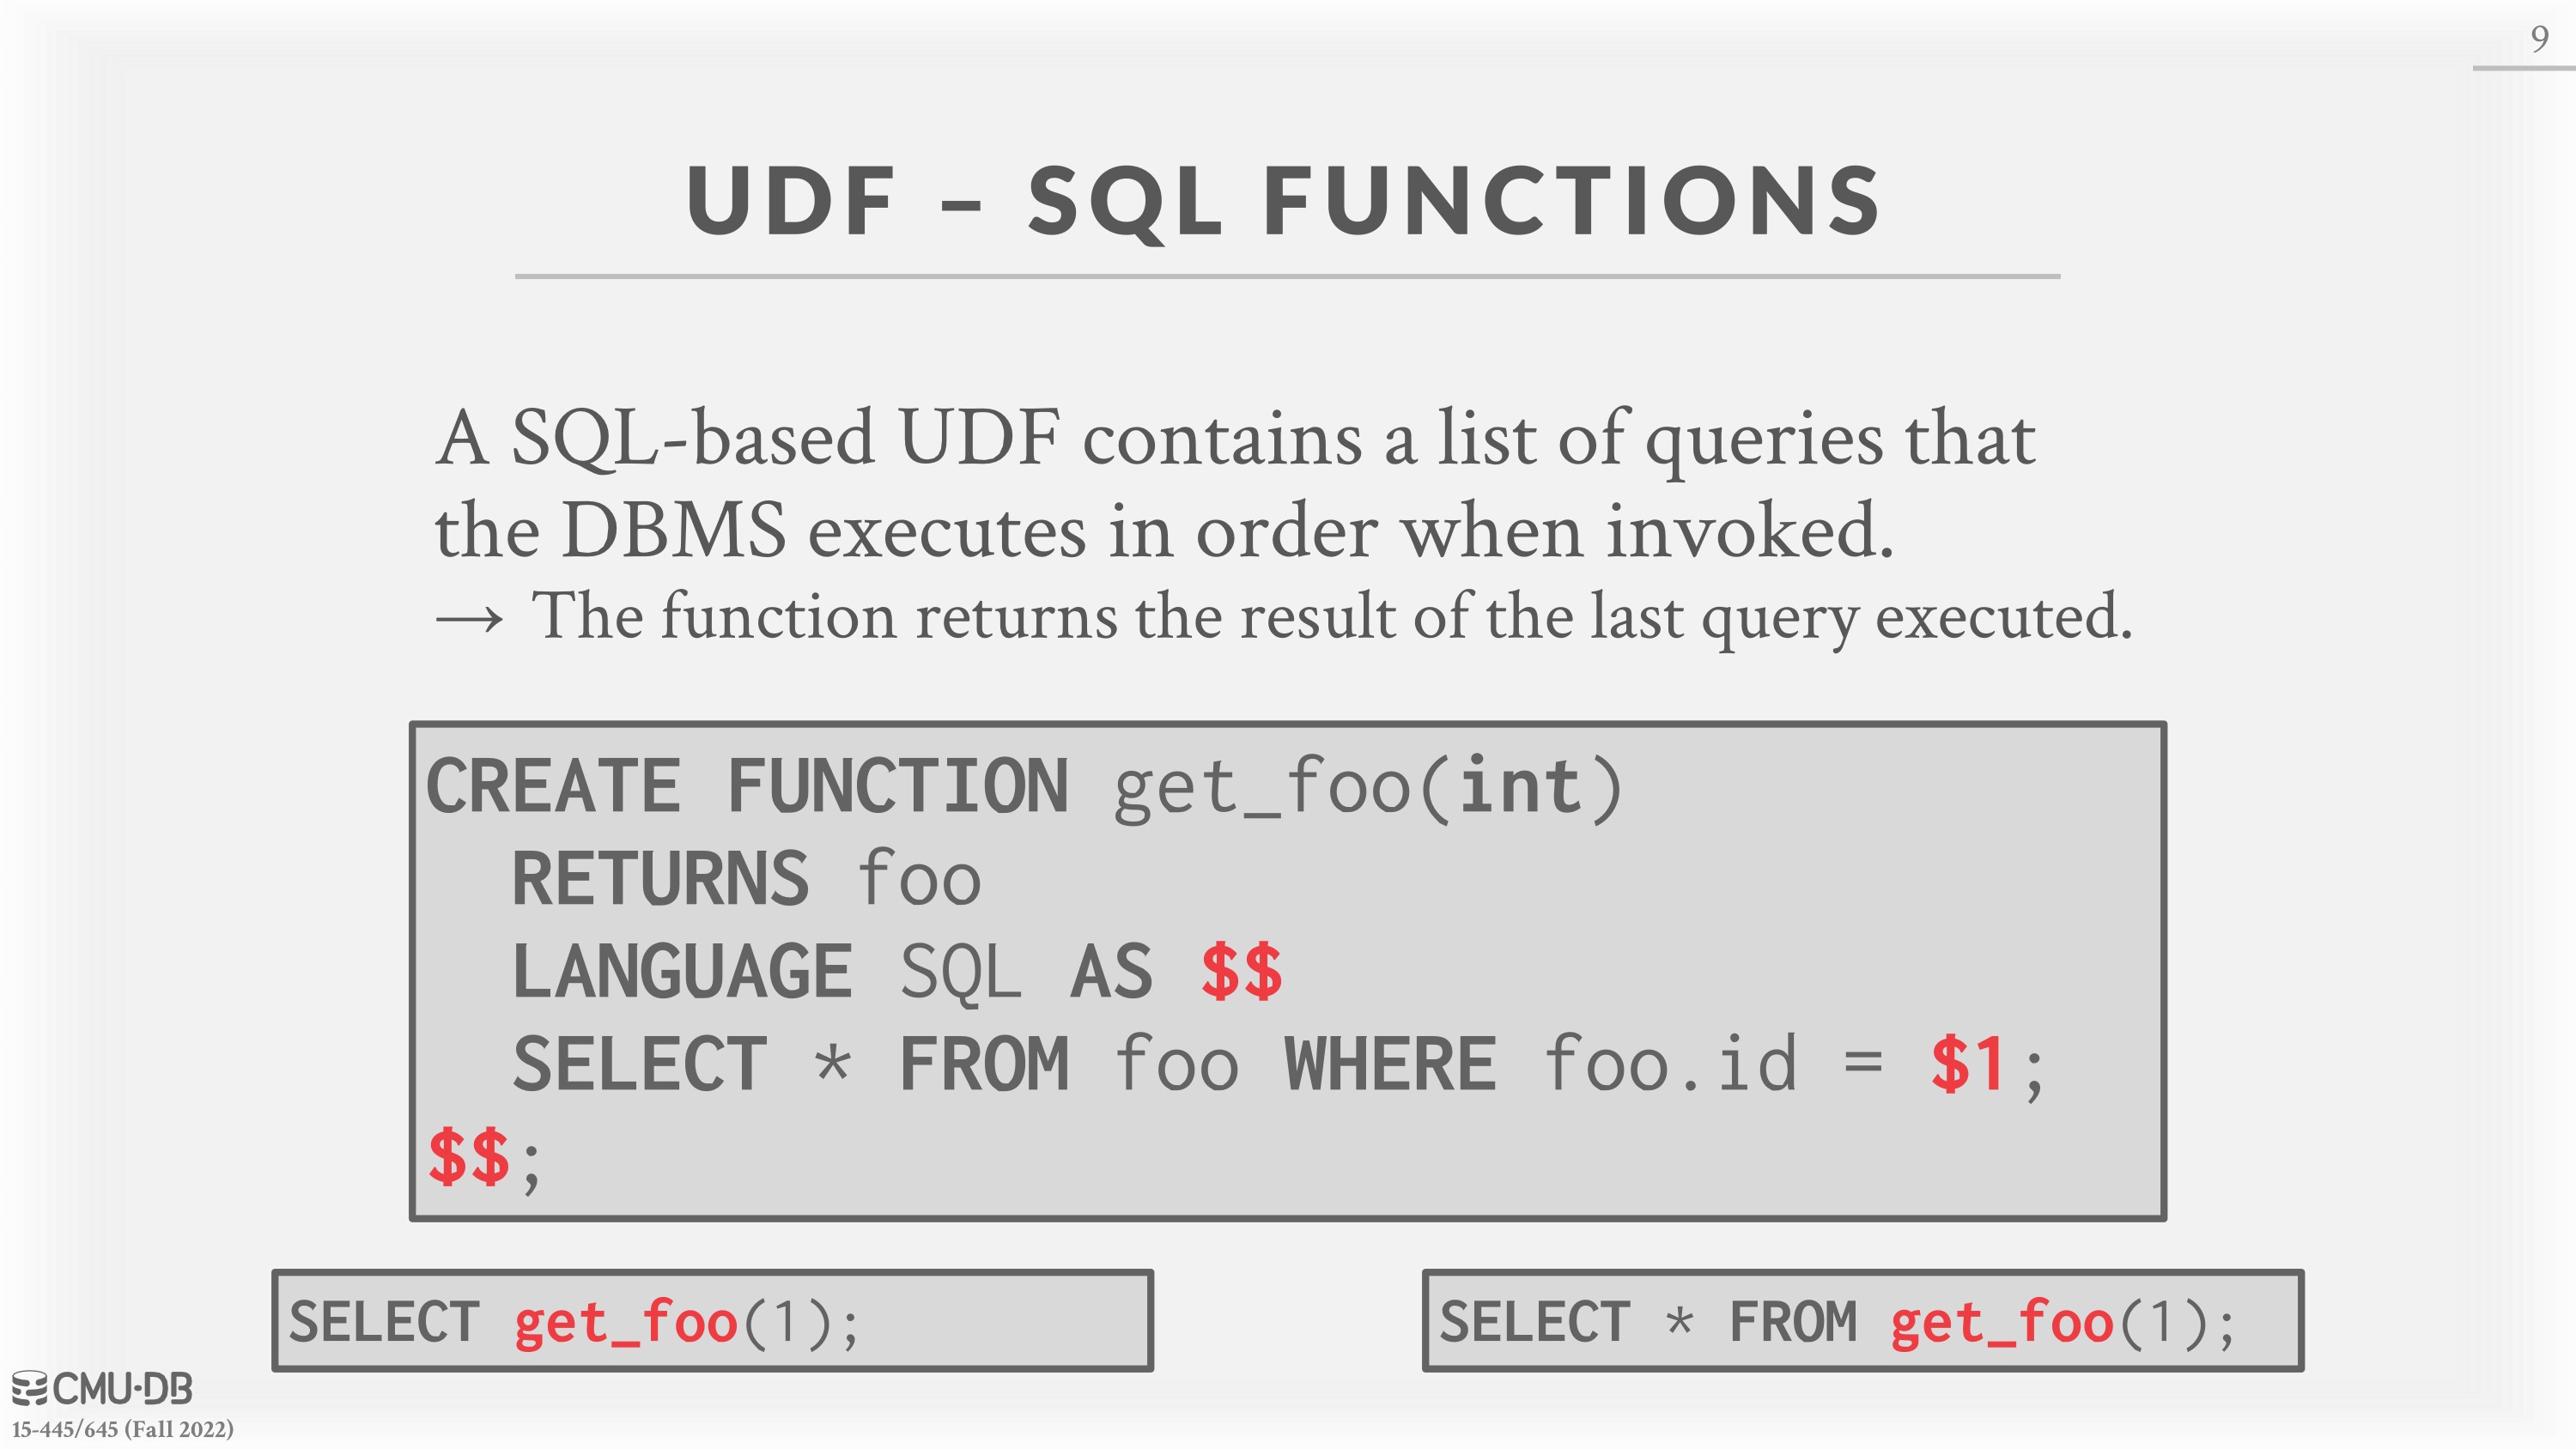 9
UDF – SQL FUNCTIONS
A SQL-based UDF contains a list of queries that
the DBMS executes in order when invoked.
→ The function returns the result of the last query executed.
CREATE FUNCTION get_foo(int)
  RETURNS foo
  LANGUAGE SQL AS $$
  SELECT * FROM foo WHERE foo.id = $1;
$$;
SELECT get_foo(1);
SELECT * FROM get_foo(1);
CMU·DB
15-445/645 (Fall 2022)